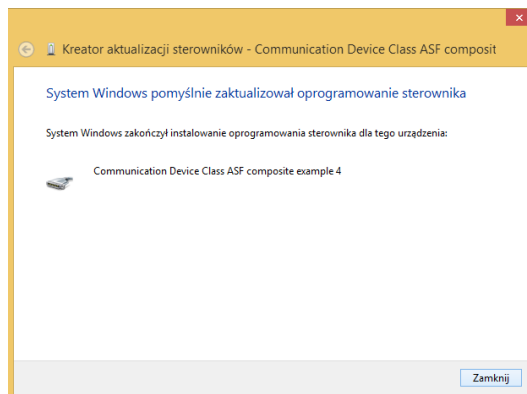 Kreator aktualizacji sterowników - Communication Device Class ASF composit
System Windows pomyślnie zaktualizował oprogramowanie sterownika
System Windows zakończył instalowanie oprogramowania sterownika dla tego urządzenia:
Communication Device Class ASF composite example 4
Zamknij